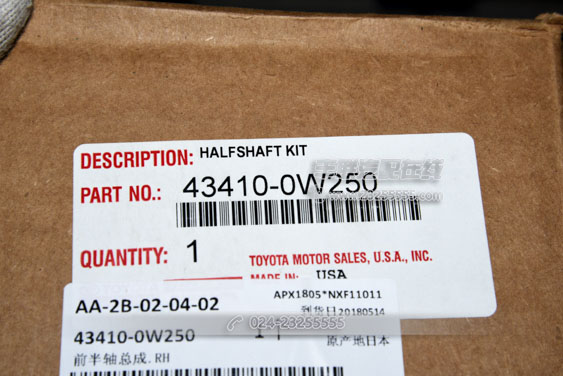 DESCRIPTION: HALFSHAFT KIT
PART NO.: 43410-0W250
QUANTITY: 1
TOYOTA MOTOR SALES, U.S.A., INC.
MADE IN: USA
AA-2B-02-04-02
APX1805*NXF11011
到货日20180514
43410-0W250
原产地日本
前半轴总成.RH
024-23255555